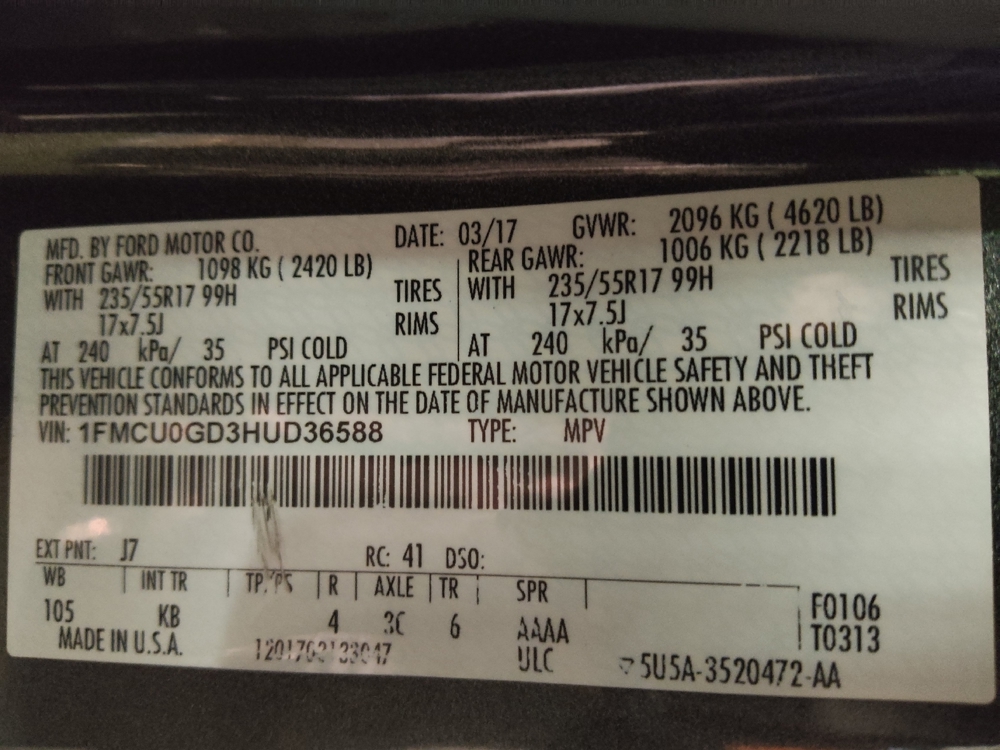 MFD. BY FORD MOTOR CO. DATE: 03/17 GVWR: 2096 KG ( 4620 LB)
FRONT GAWR: 1098 KG ( 2420 LB) REAR GAWR: 1006 KG ( 2218 LB)
WITH 235/55R17 99H TIRES WITH 235/55R17 99H TIRES
17x7.5J RIMS 17x7.5J RIMS
AT 240 kPa/ 35 PSI COLD AT 240 kPa/ 35 PSI COLD
THIS VEHICLE CONFORMS TO ALL APPLICABLE FEDERAL MOTOR VEHICLE SAFETY AND THEFT
PREVENTION STANDARDS IN EFFECT ON THE DATE OF MANUFACTURE SHOWN ABOVE.
VIN: 1FMCU0GD3HUD36588 TYPE: MPV
EXT PNT: J7 RC: 41 DSO:
WB INT TR R AXLE TR SPR
105 KB 4 6 AAAA F0106
MADE IN U.S.A. ULC T0313
5U5A-3520472-AA